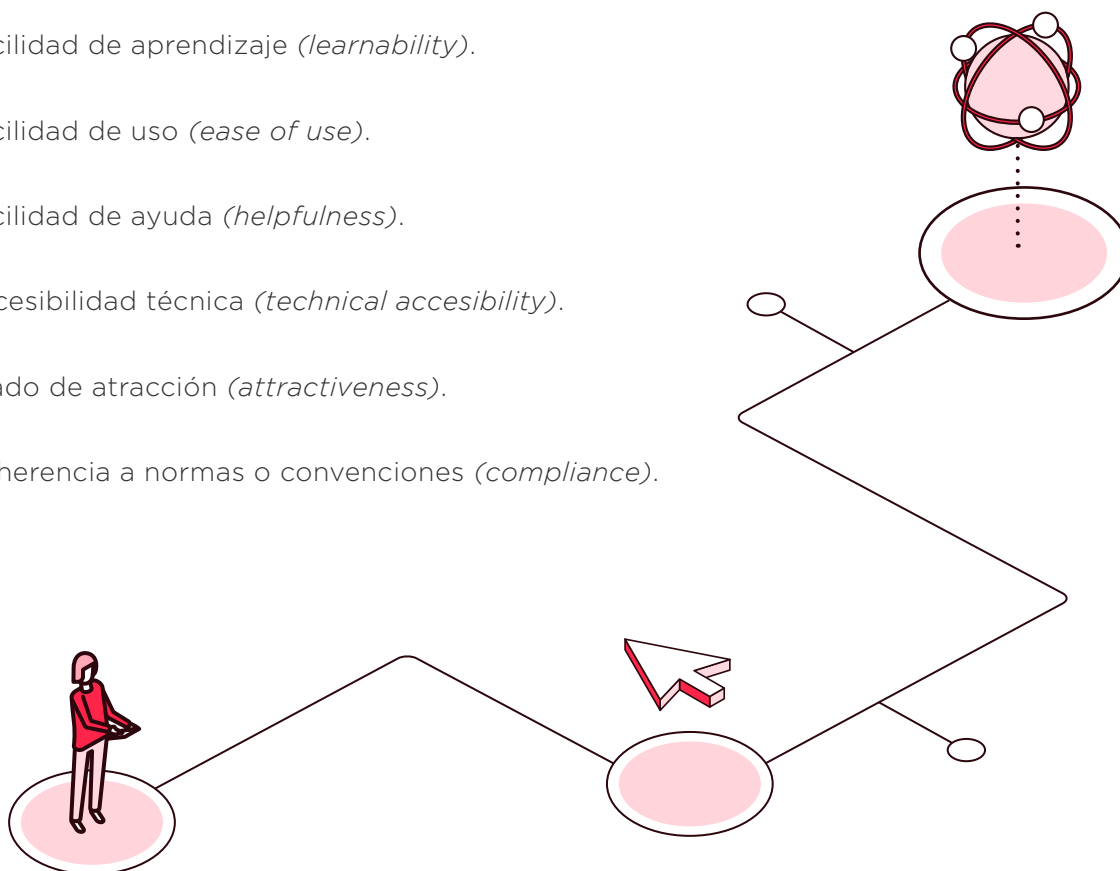 cilidad de aprendizaje (learnability).
cilidad de uso (ease of use).
cilidad de ayuda (helpfulness).
cesibilidad técnica (technical accesibility).
ado de atracción (attractiveness).
herencia a normas o convenciones (compliance).